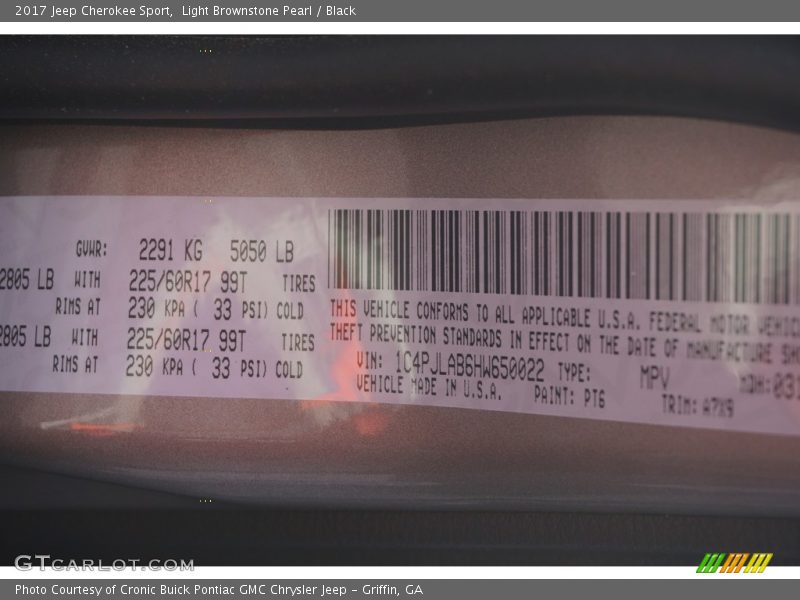 2017 Jeep Cherokee Sport, Light Brownstone Pearl / Black
GVWR: 2291 KG 5050 LB
2805 LB WITH 225/60R17 99T TIRES
RIMS AT 230 KPA ( 33 PSI) COLD
2805 LB WITH 225/60R17 99T TIRES
RIMS AT 230 KPA ( 33 PSI) COLD
THIS VEHICLE CONFORMS TO ALL APPLICABLE U.S.A. FEDERAL MOTOR
THEFT PREVENTION STANDARDS IN EFFECT ON THE DATE OF MANUFACTURE
VIN: 1C4PJLAB6HW650022 TYPE: MPV MDH:
VEHICLE MADE IN U.S.A. PAINT: PT6 TRIM: A7X9
GTCARLOT.COM
Photo Courtesy of Cronic Buick Pontiac GMC Chrysler Jeep - Griffin, GA